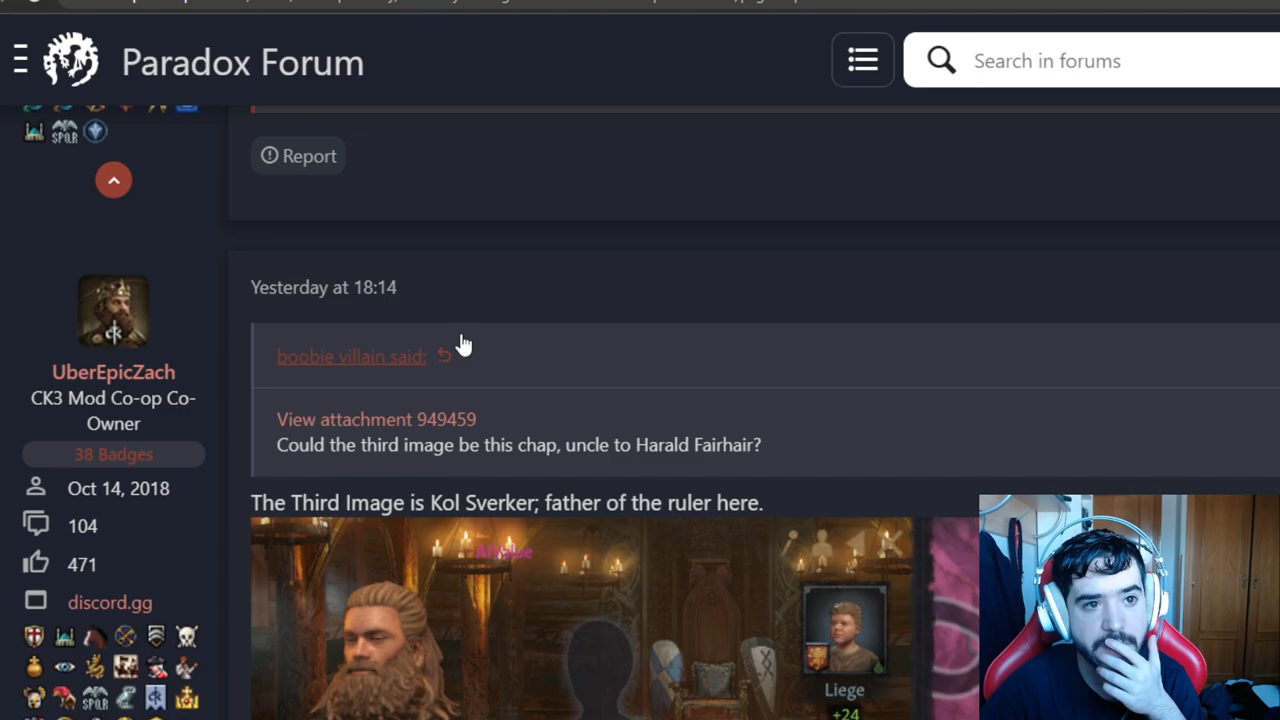 Paradox Forum
Search in forums
SPQR
Report
Yesterday at 18:14
UberEpicZach
CK3 Mod Co-op Co-
Owner
38 Badges
Oct 14, 2018
104
471
discord.gg
SPQR
boobie villain said:
View attachment 949459
Could the third image be this chap, uncle to Harald Fairhair?
The Third Image is Kol Sverker; father of the ruler here.
Liege
+24